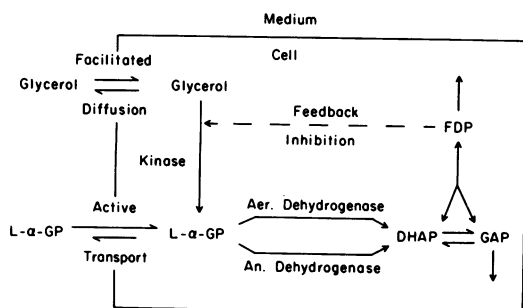 Medium
Facilitated
Cell
Glycerol
Glycerol
Diffusion
Feedback
FDP
Inhibition
Kinase
Active
Aer. Dehydrogenase
L-α-GP
L-α-GP
DHAP
GAP
Transport
An. Dehydrogenase